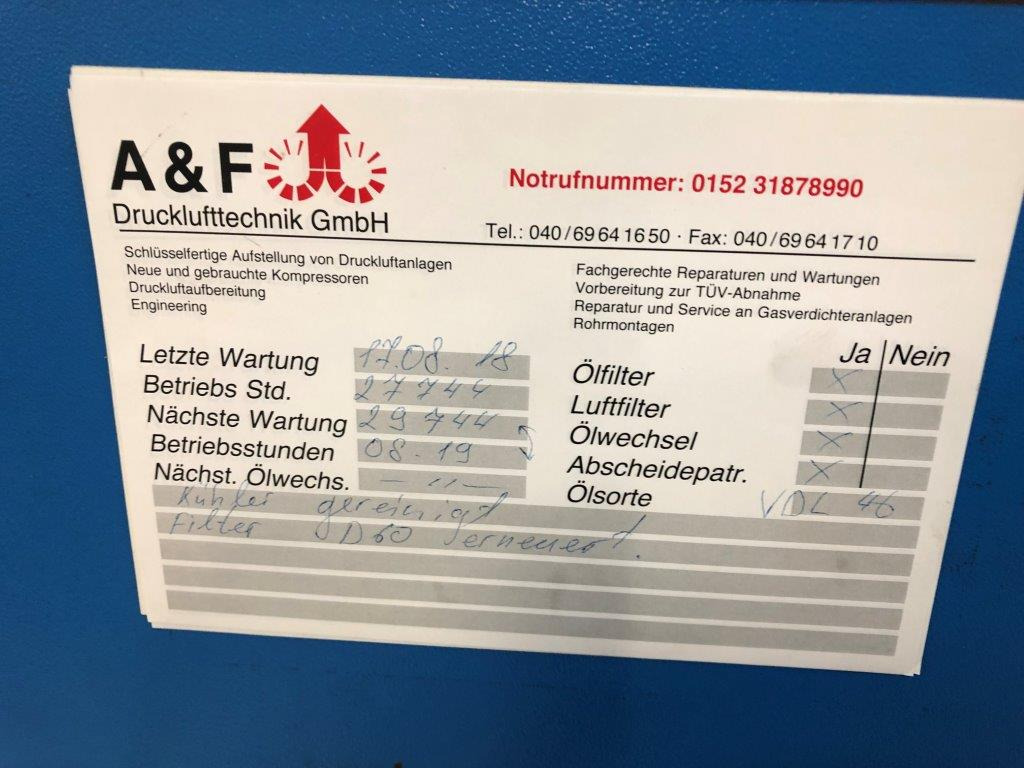 A & F
Drucklufttechnik GmbH
Notrufnummer: 0152 31878990
Tel.: 040/69641650 · Fax: 040/69641710
Schlüsselfertige Aufstellung von Druckluftanlagen
Neue und gebrauchte Kompressoren
Druckluftaufbereitung
Engineering
Fachgerechte Reparaturen und Wartungen
Vorbereitung zur TÜV-Abnahme
Reparatur und Service an Gasverdichteranlagen
Rohrmontagen
Letzte Wartung 17.08.18
Betriebs Std. 27744
Nächste Wartung 29744
Betriebsstunden 08.19
Nächst. Ölwechs. - 〃 -
Ja | Nein
Ölfilter X
Luftfilter X
Ölwechsel X
Abscheidepatr. X
Ölsorte VDL 46
Kühler gereinigt
Filter D60 erneuert.